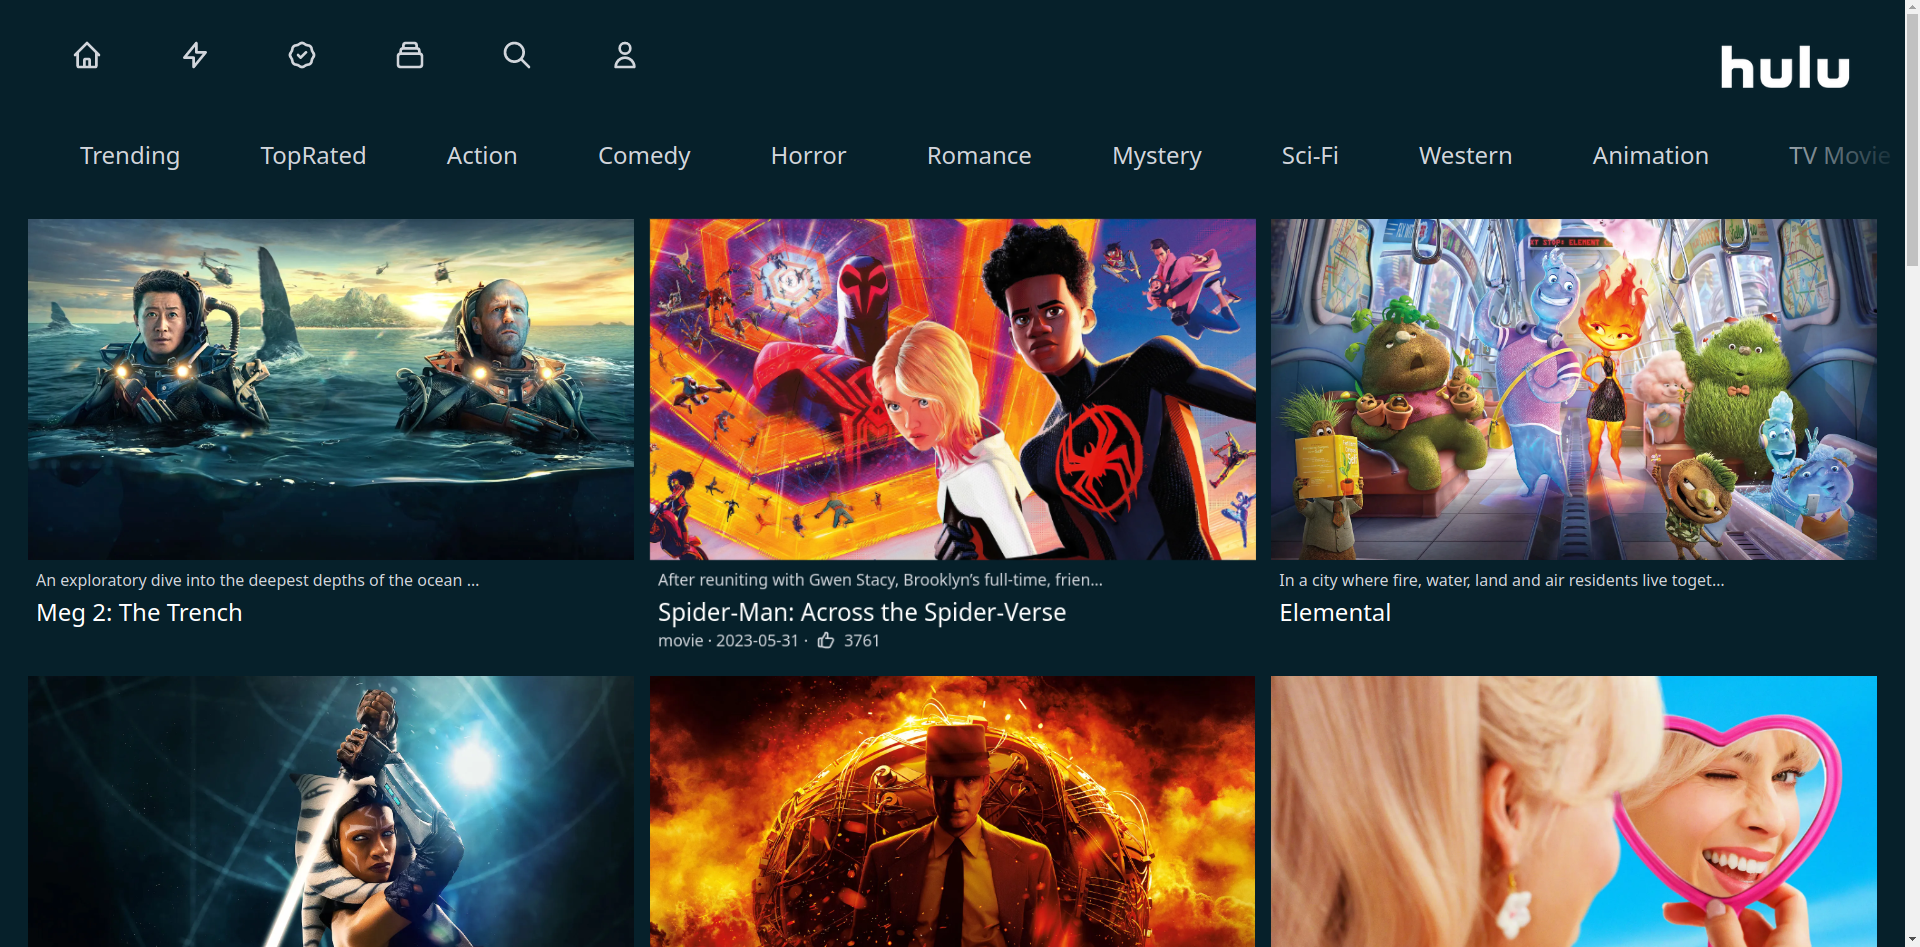 hulu
Trending TopRated Action Comedy Horror Romance Mystery Sci-Fi Western Animation TV Movie
An exploratory dive into the deepest depths of the ocean ...
Meg 2: The Trench
After reuniting with Gwen Stacy, Brooklyn’s full-time, frien...
Spider-Man: Across the Spider-Verse
movie · 2023-05-31 · 3761
In a city where fire, water, land and air residents live toget...
Elemental